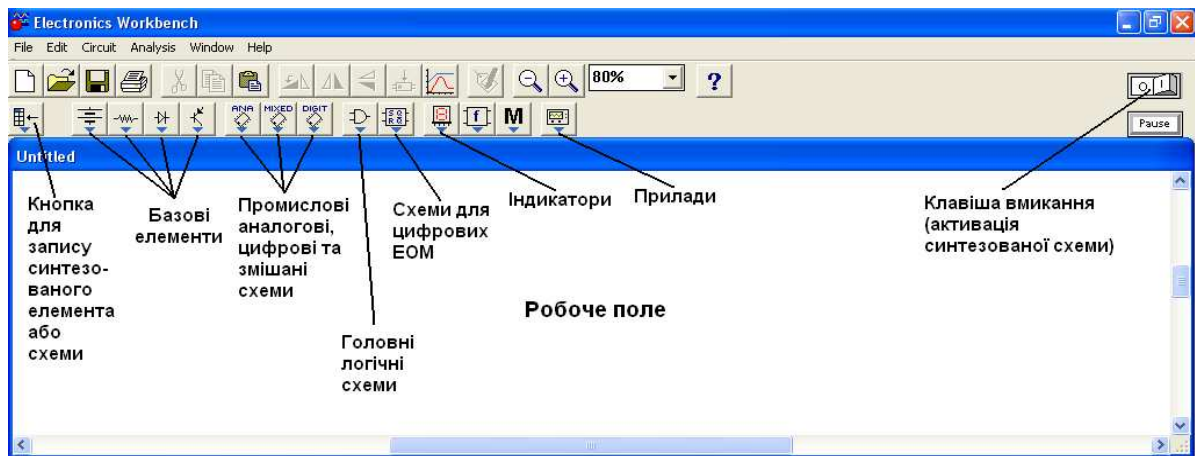 Electronics Workbench
File Edit Circuit Analysis Window Help
80%
?
ANA MIXED DIGIT
M
Pause
Untitled
Кнопка
для
запису
синтезо-
ваного
елемента
або
схеми
Базові
елементи
Промислові
аналогові,
цифрові та
змішані
схеми
Головні
логічні
схеми
Схеми для
цифрових
ЕОМ
Індикатори
Прилади
Клавіша вмикання
(активація
синтезованої схеми)
Робоче поле